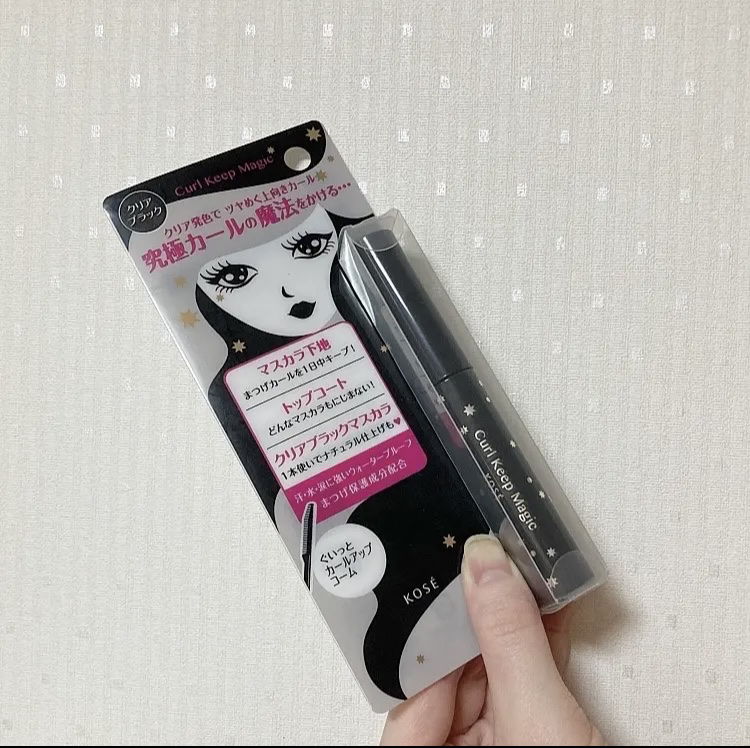 Curl Keep Magic
クリア
ブラック
クリア発色で ツヤめく上向きカール
究極カールの魔法をかける…
マスカラ下地
まつげカールを1日中キープ!
トップコート
どんなマスカラもにじまない!
クリアブラックマスカラ
1本使いでナチュラル仕上げも♥
汗・水・涙に強いウォータープルーフ
まつげ保護成分配合
ぐいっと
カールアップ
コーム
KOSÉ
Curl Keep Magic
KOSÉ